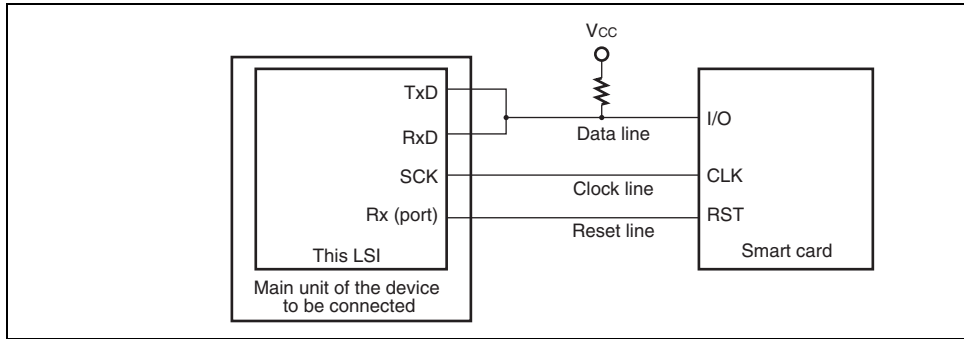 Vcc
TxD
RxD
SCK
Rx (port)
This LSI
Main unit of the device
to be connected
Data line
Clock line
Reset line
I/O
CLK
RST
Smart card